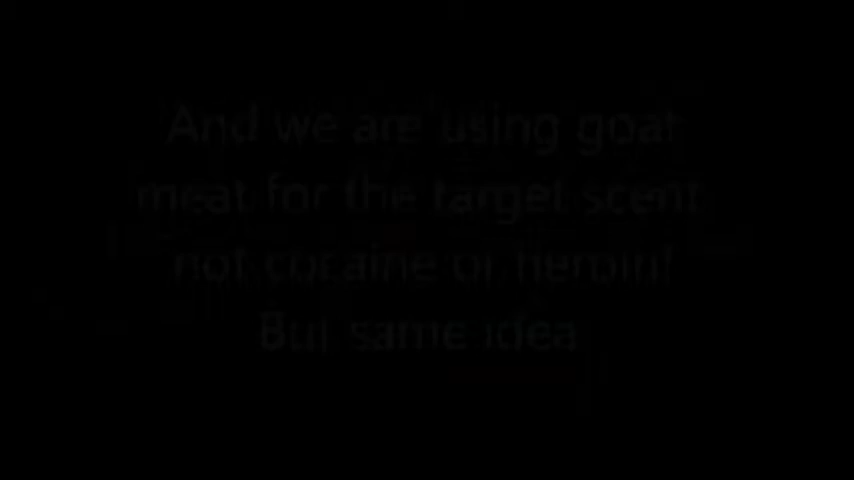 And we are using goat
meat for the target scent
not cocaine or heroin!
But same idea